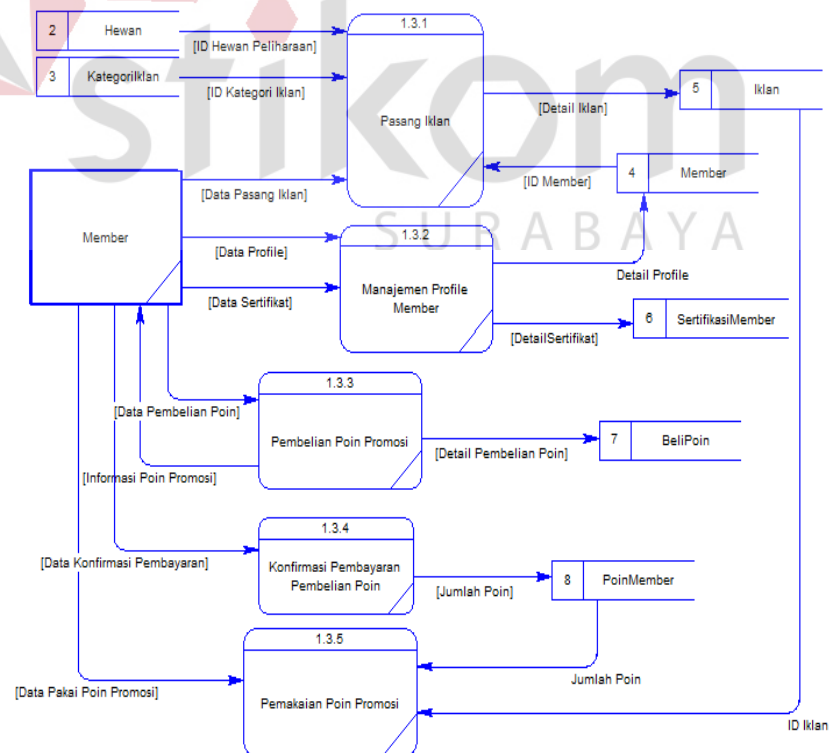 2 Hewan
[ID Hewan Peliharaan]
3 KategoriIklan
[ID Kategori Iklan]
1.3.1
Pasang Iklan
[Detail Iklan]
5 Iklan
[ID Member]
4 Member
stikom
SURABAYA
Member
[Data Pasang Iklan]
[Data Profile]
[Data Sertifikat]
1.3.2
Manajemen Profile
Member
Detail Profile
[DetailSertifikat]
6 SertifikasiMember
1.3.3
Pembelian Poin Promosi
[Data Pembelian Poin]
[Informasi Poin Promosi]
[Detail Pembelian Poin]
7 BeliPoin
1.3.4
Konfirmasi Pembayaran
Pembelian Poin
[Data Konfirmasi Pembayaran]
[Jumlah Poin]
8 PoinMember
1.3.5
Pemakaian Poin Promosi
[Data Pakai Poin Promosi]
Jumlah Poin
ID Iklan